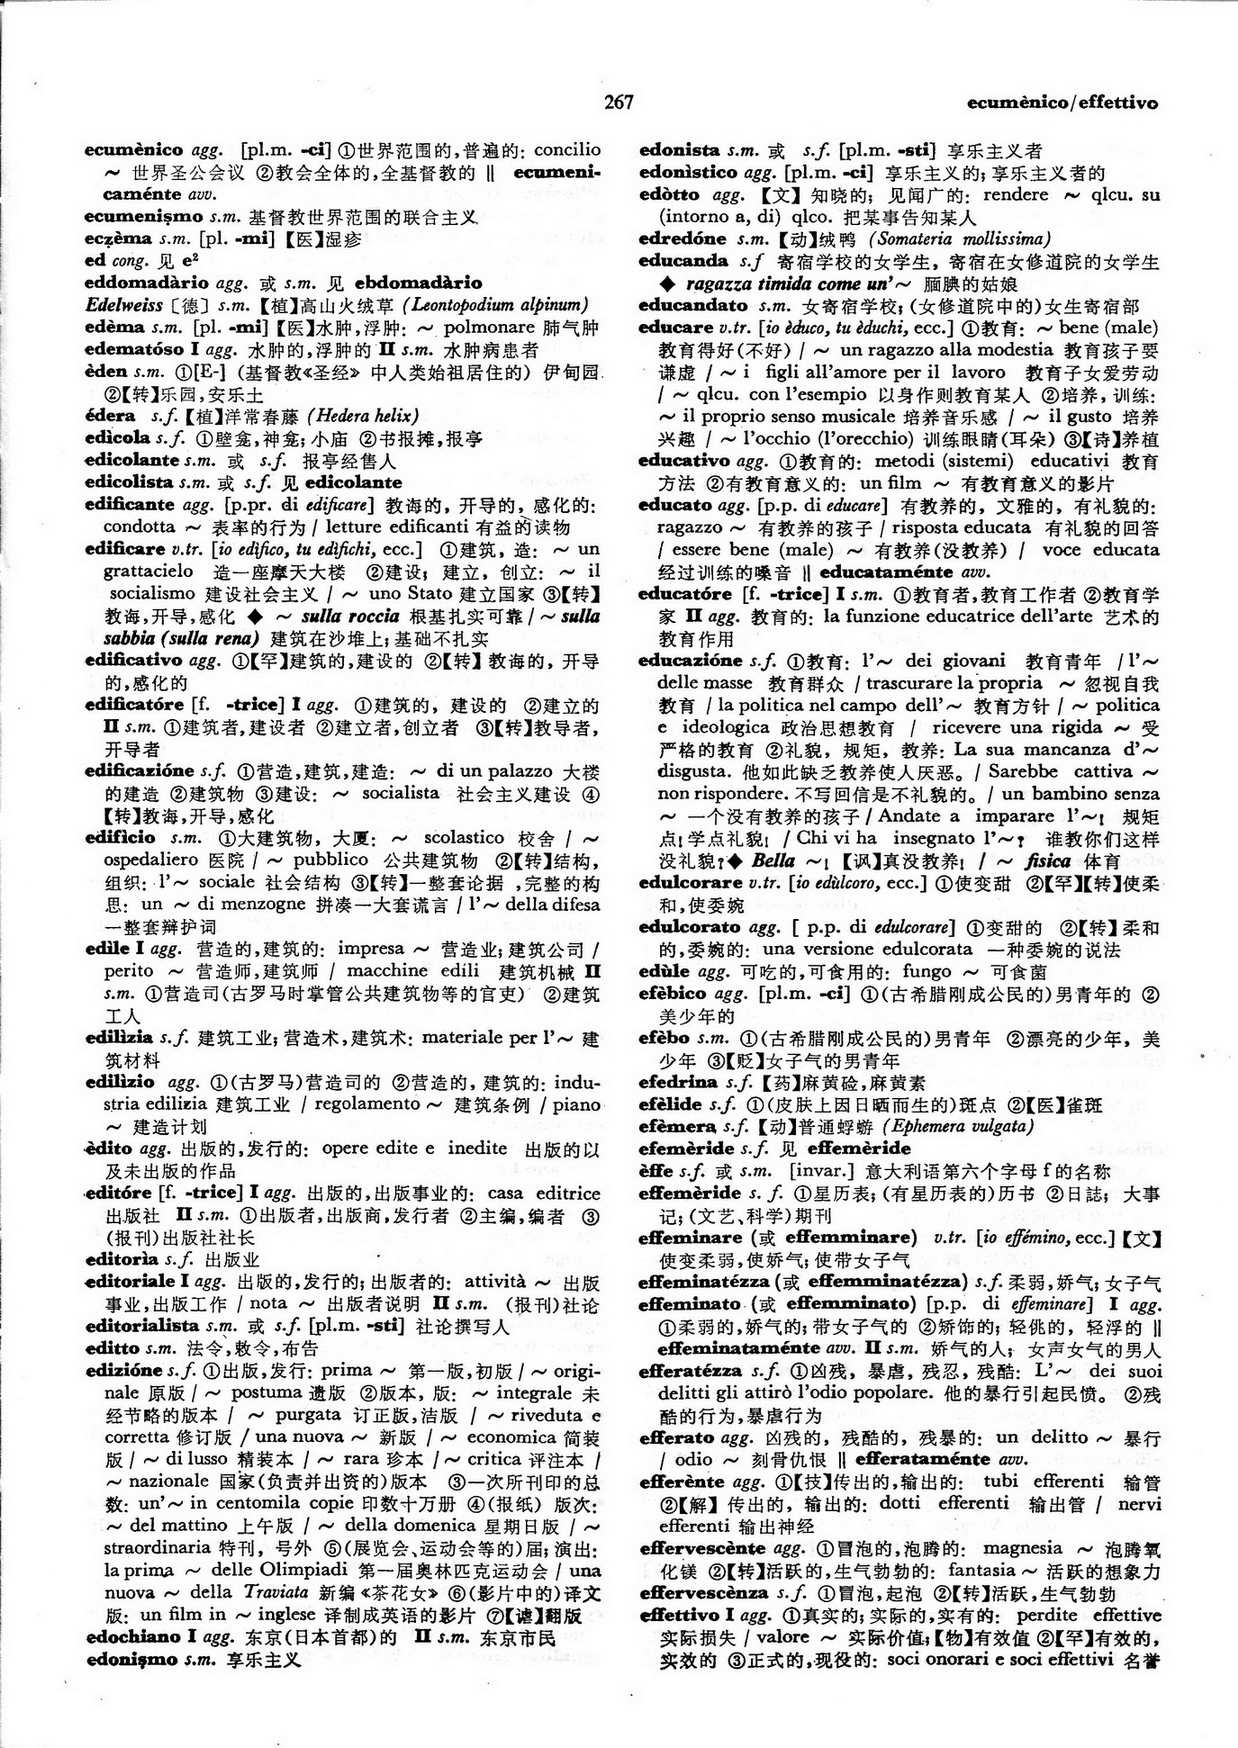 267
ecumènico/effettivo
ecumènico agg. [pl.m. -ci] ①世界范围的,普遍的: concilio
～ 世界圣公会议 ②教会全体的,全基督教的 ‖ ecumeni-
caménte avv.
ecumenişmo s.m. 基督教世界范围的联合主义
eczèma s.m. [pl. -mi]【医】湿疹
ed cong. 见 e²
eddomadàrio agg. 或 s.m. 见 ebdomadàrio
Edelweiss〔德〕s.m.【植】高山火绒草 (Leontopodium alpinum)
edèma s.m. [pl. -mi]【医】水肿,浮肿: ～ polmonare 肺气肿
edematóso I agg. 水肿的,浮肿的 II s.m. 水肿病患者
èden s.m. ①[E-] (基督教《圣经》中人类始祖居住的) 伊甸园
②【转】乐园,安乐土
édera s.f.【植】洋常春藤 (Hedera helix)
edìcola s.f. ①壁龛,神龛; 小庙 ②书报摊,报亭
edicolante s.m. 或 s.f. 报亭经售人
edicolista s.m. 或 s.f. 见 edicolante
edificante agg. [p.pr. di edificare] 教诲的, 开导的, 感化的:
condotta ～ 表率的行为 / letture edificanti 有益的读物
edificare v.tr. [io edìfico, tu edìfichi, ecc.] ①建筑, 造: ～ un
grattacielo 造一座摩天大楼 ②建设; 建立, 创立: ～ il
socialismo 建设社会主义 / ～ uno Stato 建立国家 ③【转】
教诲,开导,感化 ◆ ～ sulla roccia 根基扎实可靠 / ～ sulla
sabbia (sulla rena) 建筑在沙堆上; 基础不扎实
edificativo agg. ①【罕】建筑的,建设的 ②【转】教诲的, 开导
的,感化的
edificatóre [f. -trice] I agg. ①建筑的, 建设的 ②建立的
II s.m. ①建筑者,建设者 ②建立者,创立者 ③【转】教导者,
开导者
edificazióne s.f. ①营造,建筑,建造: ～ di un palazzo 大楼
的建造 ②建筑物 ③建设: ～ socialista 社会主义建设 ④
【转】教诲,开导,感化
edifìcio s.m. ①大建筑物, 大厦: ～ scolastico 校舍 / ～
ospedaliero 医院 / ～ pubblico 公共建筑物 ②【转】结构,
组织: l'～ sociale 社会结构 ③【转】一整套论据 ,完整的构
思: un ～ di menzogne 拼凑一大套谎言 / l'～ della difesa
一整套辩护词
edìle I agg. 营造的,建筑的: impresa ～ 营造业; 建筑公司 /
perito ～ 营造师,建筑师 / macchine edili 建筑机械 II
s.m. ①营造司(古罗马时掌管公共建筑物等的官吏) ②建筑
工人
edilìzia s.f. 建筑工业; 营造术,建筑术: materiale per l'～ 建
筑材料
edilìzio agg. ①(古罗马)营造司的 ②营造的, 建筑的: indu-
stria edilizia 建筑工业 / regolamento ～ 建筑条例 / piano
～ 建造计划
èdito agg. 出版的,发行的: opere edite e inedite 出版的以
及未出版的作品
editóre [f. -trice] I agg. 出版的,出版事业的: casa editrice
出版社 II s.m. ①出版者,出版商,发行者 ②主编,编者 ③
(报刊)出版社社长
editorìa s.f. 出版业
editoriale I agg. 出版的,发行的; 出版者的: attività ～ 出版
事业,出版工作 / nota ～ 出版者说明 II s.m. (报刊)社论
editorialista s.m. 或 s.f. [pl.m. -sti] 社论撰写人
editto s.m. 法令,敕令,布告
edizióne s.f. ①出版,发行: prima ～ 第一版,初版 / ～ origi-
nale 原版 / ～ postuma 遗版 ②版本, 版: ～ integrale 未
经节略的版本 / ～ purgata 订正版,洁版 / ～ riveduta e
corretta 修订版 / una nuova ～ 新版 / ～ economica 简装
版 / ～ di lusso 精装本 / ～ rara 珍本 / ～ critica 评注本 /
～ nazionale 国家(负责并出资的)版本 ③一次所刊印的总
数: un'～ in centomila copie 印数十万册 ④(报纸) 版次:
～ del mattino 上午版 / ～ della domenica 星期日版 / ～
straordinaria 特刊, 号外 ⑤(展览会、运动会等的)届; 演出:
la prima ～ delle Olimpiadi 第一届奥林匹克运动会 / una
nuova ～ della Traviata 新编《茶花女》 ⑥(影片中的)译文
版: un film in ～ inglese 译制成英语的影片 ⑦【谑】翻版
edochiano I agg. 东京(日本首都)的 II s.m. 东京市民
edonişmo s.m. 享乐主义
edonista s.m. 或 s.f. [pl.m. -sti] 享乐主义者
edonìstico agg. [pl.m. -ci] 享乐主义的; 享乐主义者的
edòtto agg. 【文】知晓的; 见闻广的: rendere ～ qlcu. su
(intorno a, di) qlco. 把某事告知某人
edredóne s.m.【动】绒鸭 (Somateria mollissima)
educanda s.f 寄宿学校的女学生, 寄宿在女修道院的女学生
◆ ragazza timida come un'～ 腼腆的姑娘
educandato s.m. 女寄宿学校; (女修道院中的)女生寄宿部
educare v.tr. [io èduco, tu èduchi, ecc.] ①教育: ～ bene (male)
教育得好(不好) / ～ un ragazzo alla modestia 教育孩子要
谦虚 / ～ i figli all'amore per il lavoro 教育子女爱劳动
/ ～ qlcu. con l'esempio 以身作则教育某人 ②培养, 训练:
～ il proprio senso musicale 培养音乐感 / ～ il gusto 培养
兴趣 / ～ l'occhio (l'orecchio) 训练眼睛(耳朵) ③【诗】养植
educativo agg. ①教育的: metodi (sistemi) educativi 教育
方法 ②有教育意义的: un film ～ 有教育意义的影片
educato agg. [p.p. di educare] 有教养的, 文雅的, 有礼貌的:
ragazzo ～ 有教养的孩子 / risposta educata 有礼貌的回答
/ essere bene (male) ～ 有教养(没教养) / voce educata
经过训练的嗓音 ‖ educataménte avv.
educatóre [f. -trice] I s.m. ①教育者,教育工作者 ②教育学
家 II agg. 教育的: la funzione educatrice dell'arte 艺术的
教育作用
educazióne s.f. ①教育: l'～ dei giovani 教育青年 / l'～
delle masse 教育群众 / trascurare la propria ～ 忽视自我
教育 / la politica nel campo dell'～ 教育方针 / ～ politica
e ideologica 政治思想教育 / ricevere una rigida ～ 受
严格的教育 ②礼貌, 规矩, 教养: La sua mancanza d'～
disgusta. 他如此缺乏教养使人厌恶。/ Sarebbe cattiva ～
non rispondere. 不写回信是不礼貌的。/ un bambino senza
～ 一个没有教养的孩子 / Andate a imparare l'～! 规矩
点! 学点礼貌! / Chi vi ha insegnato l'～? 谁教你们这样
没礼貌? ◆ Bella ～! 【讽】真没教养! / ～ fisica 体育
edulcorare v.tr. [io edùlcoro, ecc.] ①使变甜 ②【罕】【转】使柔
和,使委婉
edulcorato agg. [ p.p. di edulcorare] ①变甜的 ②【转】柔和
的,委婉的: una versione edulcorata 一种委婉的说法
edùle agg. 可吃的,可食用的: fungo ～ 可食菌
efèbico agg. [pl.m. -ci] ①(古希腊刚成公民的)男青年的 ②
美少年的
efèbo s.m. ①(古希腊刚成公民的)男青年 ②漂亮的少年, 美
少年 ③【贬】女子气的男青年
efedrina s.f.【药】麻黄硷,麻黄素
efèlide s.f. ①(皮肤上因日晒而生的)斑点 ②【医】雀斑
efèmera s.f.【动】普通蜉蝣 (Ephemera vulgata)
efemèride s.f. 见 effemèride
èffe s.f. 或 s.m. [invar.] 意大利语第六个字母 f 的名称
effemèride s. f. ①星历表; (有星历表的)历书 ②日誌; 大事
记; (文艺、科学)期刊
effeminare (或 effemminare) v.tr. [io effémino, ecc.]【文】
使变柔弱,使娇气; 使带女子气
effeminatézza (或 effemminatézza) s.f. 柔弱,娇气; 女子气
effeminato (或 effemminato) [p.p. di effeminare] I agg.
①柔弱的,娇气的; 带女子气的 ②矫饰的; 轻佻的, 轻浮的 ‖
effeminataménte avv. II s.m. 娇气的人; 女声女气的男人
efferatézza s.f. ①凶残, 暴虐, 残忍, 残酷: L'～ dei suoi
delitti gli attirò l'odio popolare. 他的暴行引起民愤。 ②残
酷的行为,暴虐行为
efferato agg. 凶残的, 残酷的, 残暴的: un delitto ～ 暴行
/ odio ～ 刻骨仇恨 ‖ efferataménte avv.
efferènte agg. ①【技】传出的,输出的: tubi efferenti 输管
②【解】传出的, 输出的: dotti efferenti 输出管 / nervi
efferenti 输出神经
effervescènte agg. ①冒泡的,泡腾的: magnesia ～ 泡腾氧
化镁 ②【转】活跃的,生气勃勃的: fantasia ～ 活跃的想象力
effervescènza s.f. ①冒泡,起泡 ②【转】活跃,生气勃勃
effettivo I agg. ①真实的; 实际的,实有的: perdite effettive
实际损失 / valore ～ 实际价值;【物】有效值 ②【罕】有效的,
实效的 ③正式的,现役的: soci onorari e soci effettivi 名誉